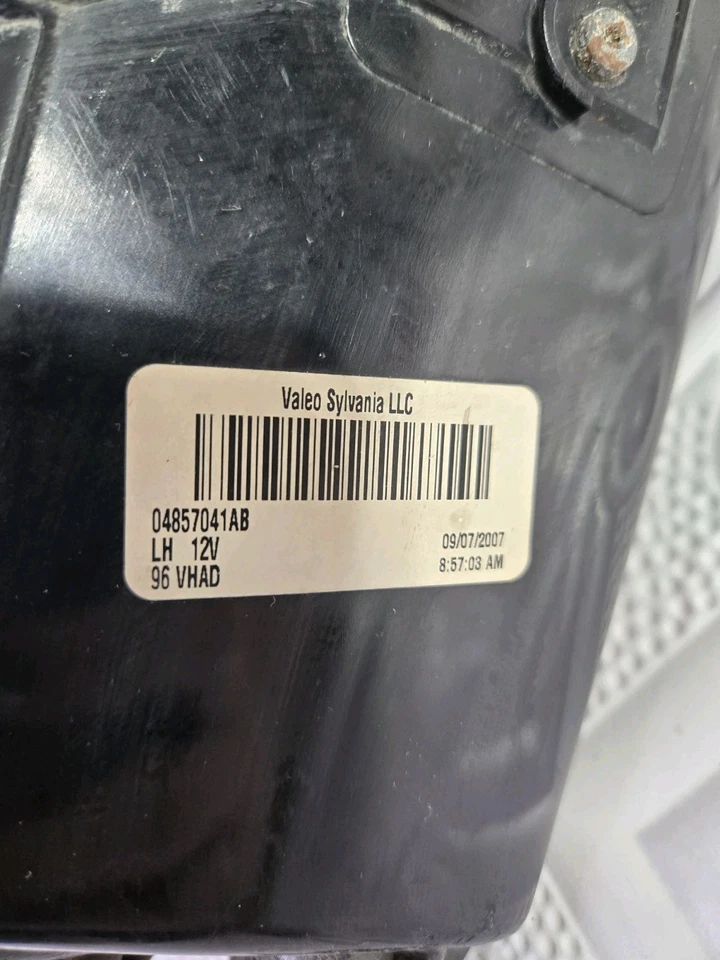 Valeo Sylvania LLC
04857041AB
LH 12V
96 VHAD
09/07/2007
8:57:03 AM